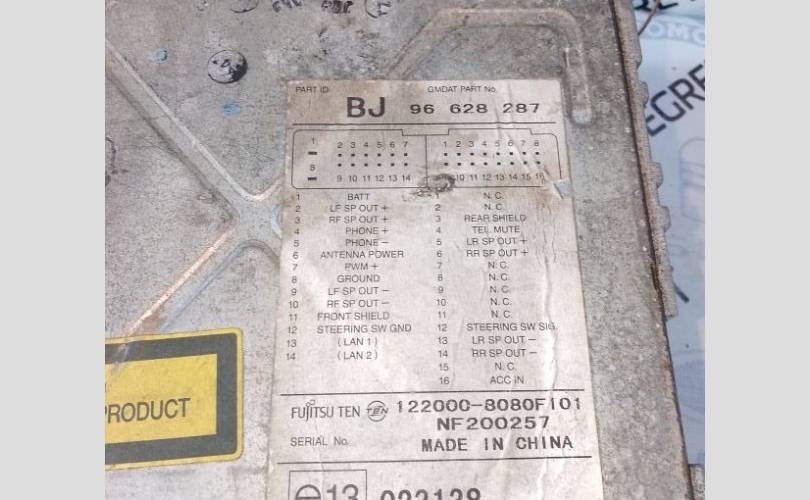 PART ID GMDAT PART No.
BJ 96 628 287
1 2 3 4 5 6 7 1 2 3 4 5 6 7 8
8 9 10 11 12 13 14 10 11 12 13 14 15 16
1 BATT 1 N.C.
2 LF SP OUT + 2 N.C.
3 RF SP OUT + 3 REAR SHIELD
4 PHONE + 4 TEL MUTE
5 PHONE − 5 LR SP OUT +
6 ANTENNA POWER 6 RR SP OUT +
7 PWM + 7 N.C.
8 GROUND 8 N.C.
9 LF SP OUT − 9 N.C.
10 RF SP OUT − 10 N.C.
11 FRONT SHIELD 11 N.C.
12 STEERING SW GND 12 STEERING SW SIG.
13 (LAN 1) 13 LR SP OUT −
14 (LAN 2) 14 RR SP OUT −
15 N.C.
16 ACC IN
PRODUCT
FUJITSU TEN TEN 122000-8080F101
NF200257
SERIAL No. MADE IN CHINA
e13